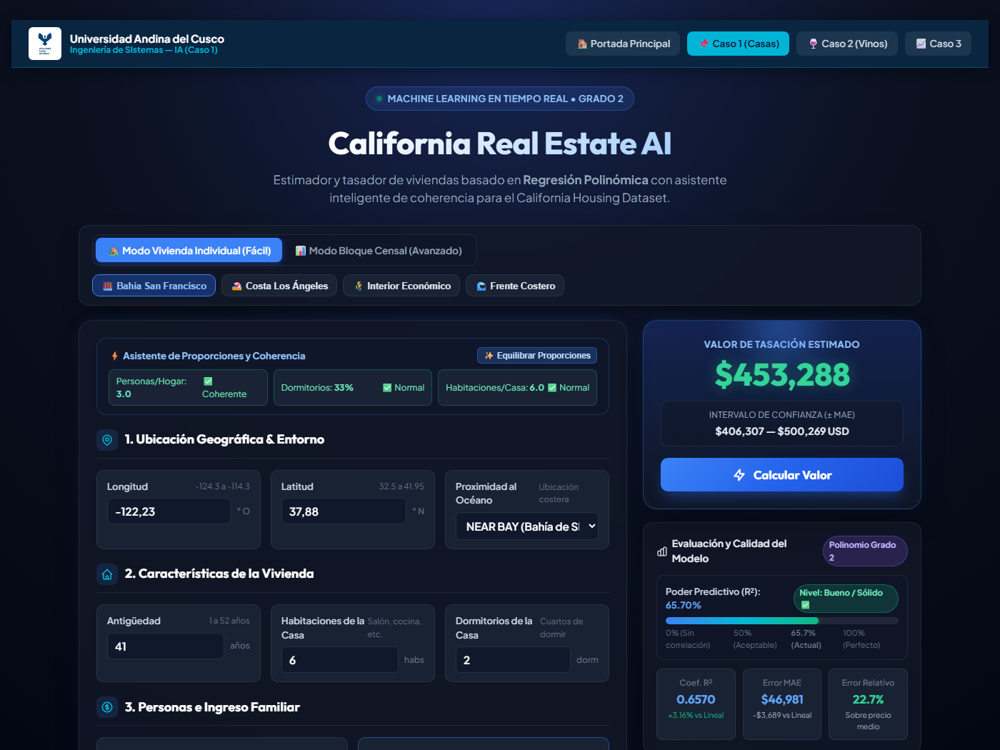 Universidad Andina del Cusco
Ingeniería de Sistemas — IA (Caso 1)
🏠 Portada Principal
📌 Caso 1 (Casas)
🍷 Caso 2 (Vinos)
📈 Caso 3
MACHINE LEARNING EN TIEMPO REAL • GRADO 2
California Real Estate AI
Estimador y tasador de viviendas basado en Regresión Polinómica con asistente
inteligente de coherencia para el California Housing Dataset.
🏠 Modo Vivienda Individual (Fácil)
📊 Modo Bloque Censal (Avanzado)
🌉 Bahía San Francisco
🏖️ Costa Los Ángeles
🌾 Interior Económico
🌊 Frente Costero
⚡ Asistente de Proporciones y Coherencia
✨ Equilibrar Proporciones
Personas/Hogar:
3.0
✅
Coherente
Dormitorios: 33%
✅ Normal
Habitaciones/Casa: 6.0
✅ Normal
1. Ubicación Geográfica & Entorno
Longitud
-124.3 a -114.3
-122,23
° O
Latitud
32.5 a 41.95
37,88
° N
Proximidad al
Océano
Ubicación
costera
NEAR BAY (Bahía de S
2. Características de la Vivienda
Antigüedad
1 a 52 años
41
años
Habitaciones de la
Casa
Salón, cocina,
etc.
6
habs
Dormitorios de la
Casa
Cuartos de
dormir
2
dorm
3. Personas e Ingreso Familiar
VALOR DE TASACIÓN ESTIMADO
$453,288
INTERVALO DE CONFIANZA (± MAE)
$406,307 — $500,269 USD
Calcular Valor
Evaluación y Calidad del
Modelo
Polinomio Grado
2
Poder Predictivo (R²):
65.70%
Nivel: Bueno / Sólido
✅
0% (Sin
correlación)
50%
(Aceptable)
65.7%
(Actual)
100%
(Perfecto)
Coef. R²
0.6570
+3.16% vs Lineal
Error MAE
$46,981
-$3,689 vs Lineal
Error Relativo
22.7%
Sobre precio
medio